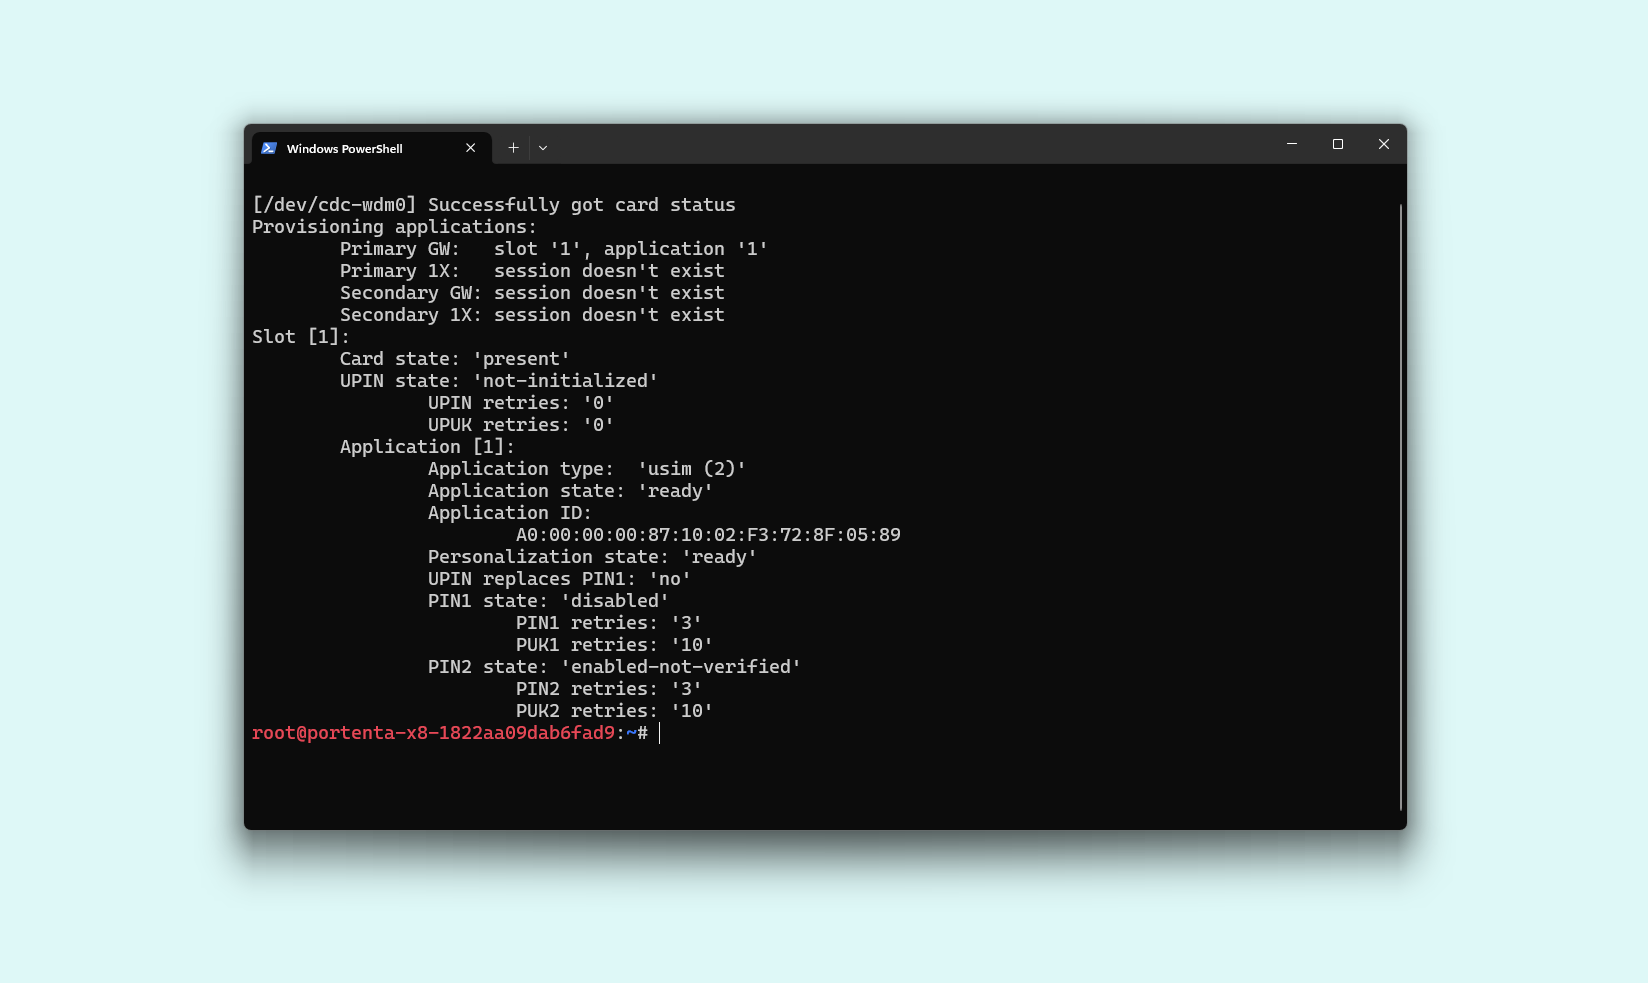 Windows PowerShell
[/dev/cdc-wdm0] Successfully got card status
Provisioning applications:
        Primary GW:   slot '1', application '1'
        Primary 1X:   session doesn't exist
        Secondary GW: session doesn't exist
        Secondary 1X: session doesn't exist
Slot [1]:
        Card state: 'present'
        UPIN state: 'not-initialized'
                UPIN retries: '0'
                UPUK retries: '0'
        Application [1]:
                Application type:  'usim (2)'
                Application state: 'ready'
                Application ID:
                        A0:00:00:00:87:10:02:F3:72:8F:05:89
                Personalization state: 'ready'
                UPIN replaces PIN1: 'no'
                PIN1 state: 'disabled'
                        PIN1 retries: '3'
                        PUK1 retries: '10'
                PIN2 state: 'enabled-not-verified'
                        PIN2 retries: '3'
                        PUK2 retries: '10'
root@portenta-x8-1822aa09dab6fad9:~#